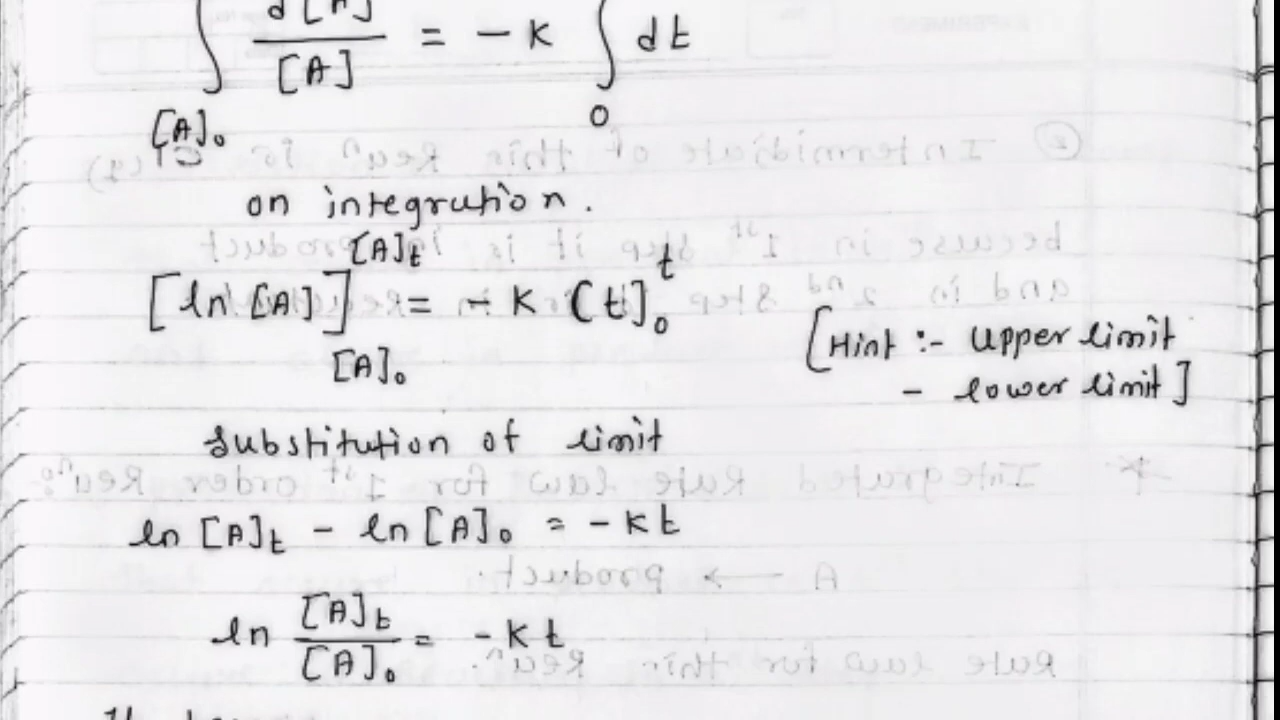 ∫ d[A]/[A] = -K ∫ dt
[A]₀ 0
on integration.
[A]t t
[ln [A]] = - K (t]₀
[A]₀
[Hint :- Upper limit
- lower limit]
Substitution of limit
ln [A]t - ln [A]₀ = -Kt
ln [A]t/[A]₀ = -Kt